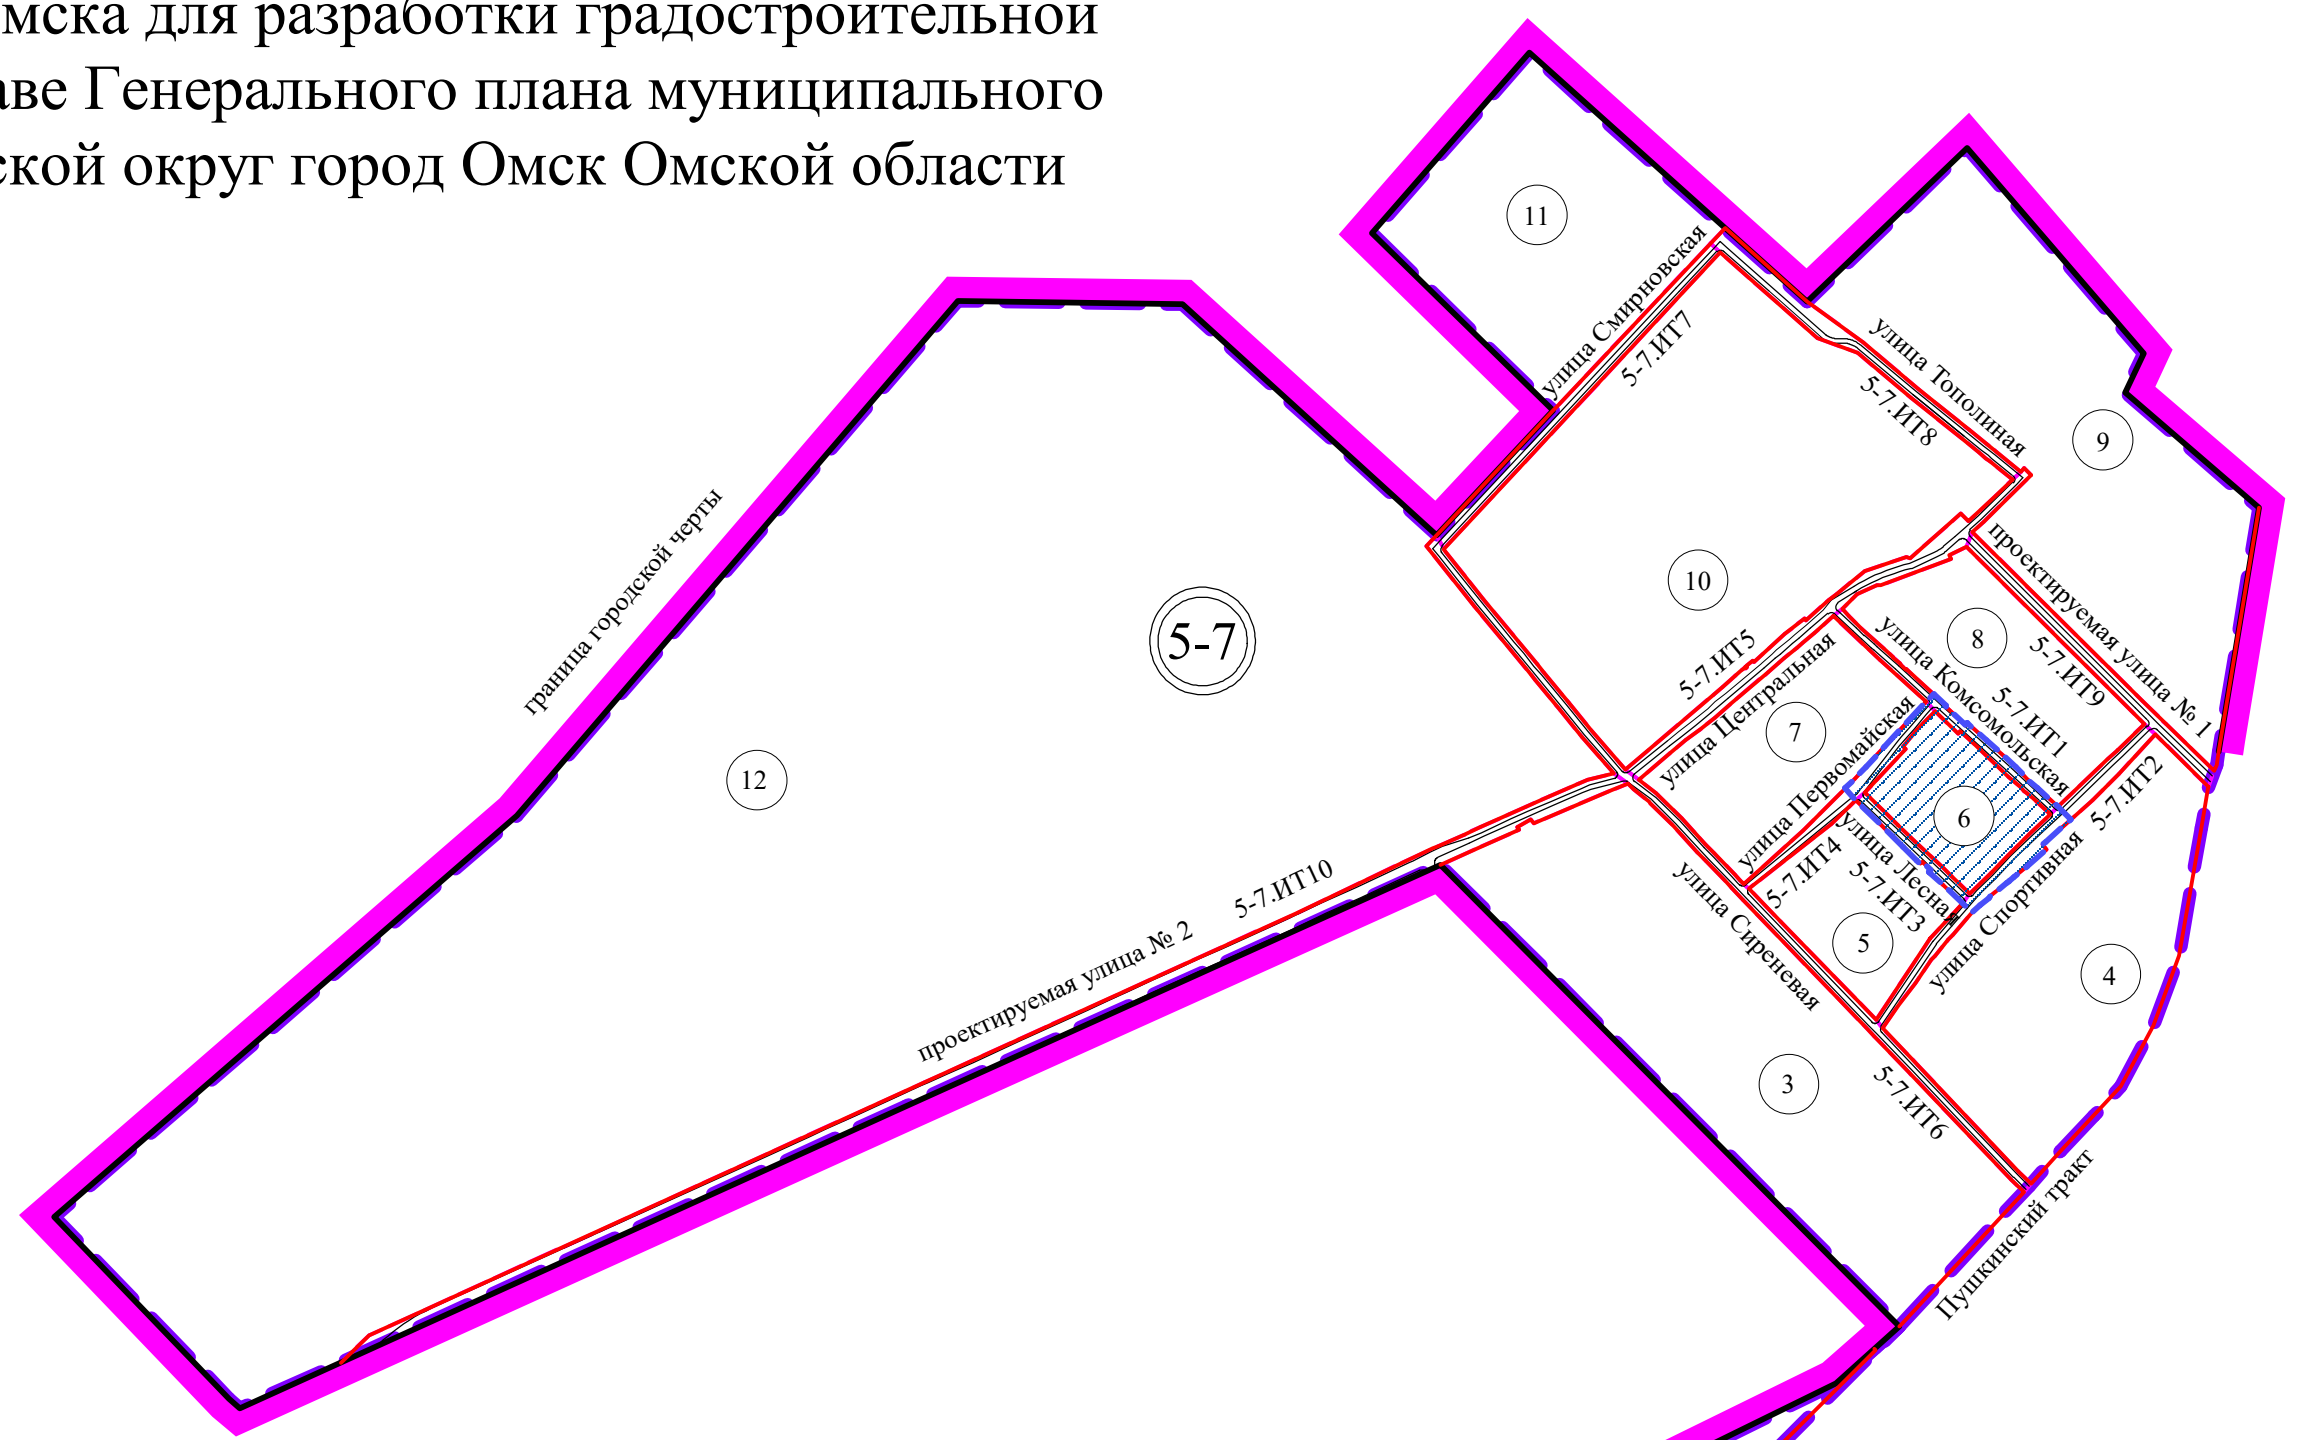 мска для разработки градостроительной
аве Генерального плана муниципального
ской округ город Омск Омской области
11
улица Смирновская
5-7.ИТ7
улица Тополиная
5-7.ИТ8
9
граница городской черты
5-7
10
проектируемая улица № 1
5-7.ИТ9
8
улица Комсомольская
5-7.ИТ1
5-7.ИТ5
улица Центральная
7
улица Первомайская
12
6
5-7.ИТ2
улица Лесная
5-7.ИТ3
5-7.ИТ4
улица Спортивная
5
улица Сиреневая
4
5-7.ИТ10
проектируемая улица № 2
3
5-7.ИТ6
Пушкинский тракт